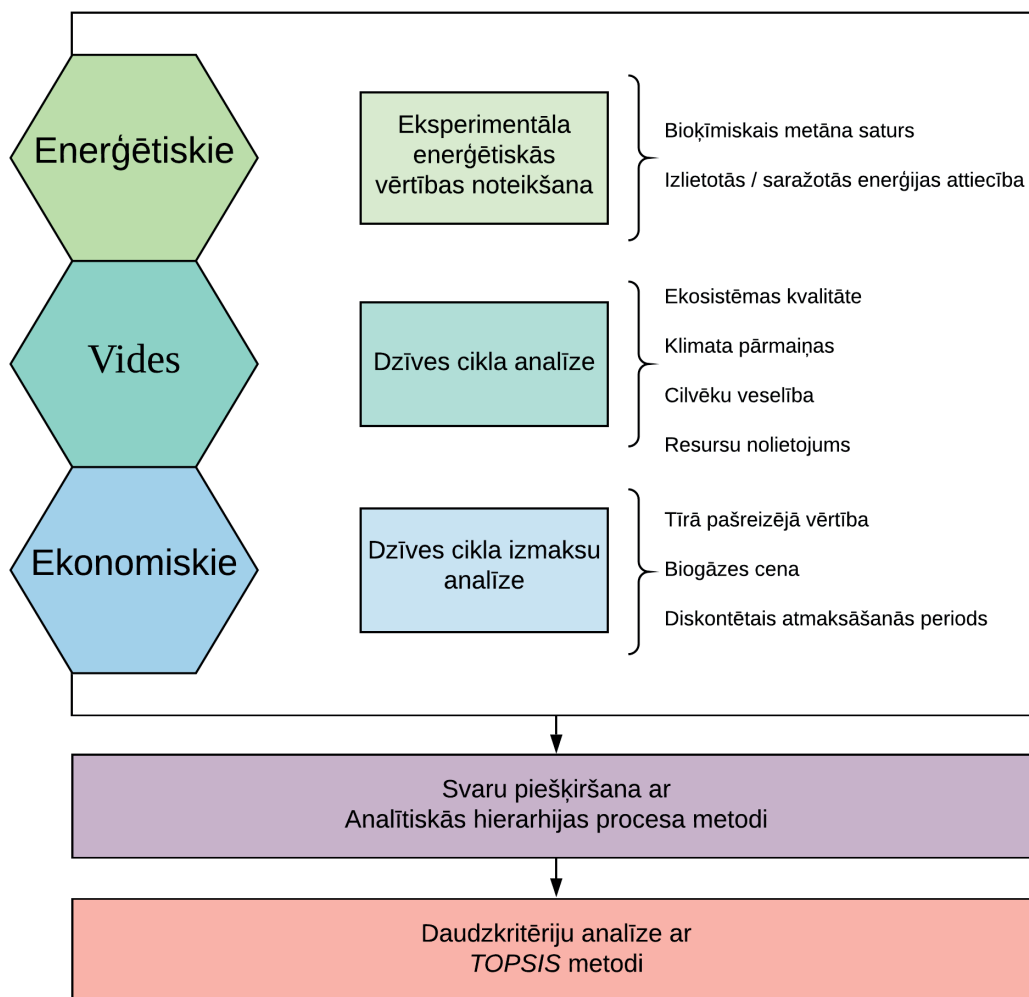 Enerģētiskie
Eksperimentāla
enerģētiskās
vērtības noteikšana
Bioķīmiskais metāna saturs
Izlietotās / saražotās enerģijas attiecība
Vides
Dzīves cikla analīze
Ekosistēmas kvalitāte
Klimata pārmaiņas
Cilvēku veselība
Resursu nolietojums
Ekonomiskie
Dzīves cikla izmaksu
analīze
Tīrā pašreizējā vērtība
Biogāzes cena
Diskontētais atmaksāšanās periods
Svaru piešķiršana ar
Analītiskās hierarhijas procesa metodi
Daudzkritēriju analīze ar
TOPSIS metodi